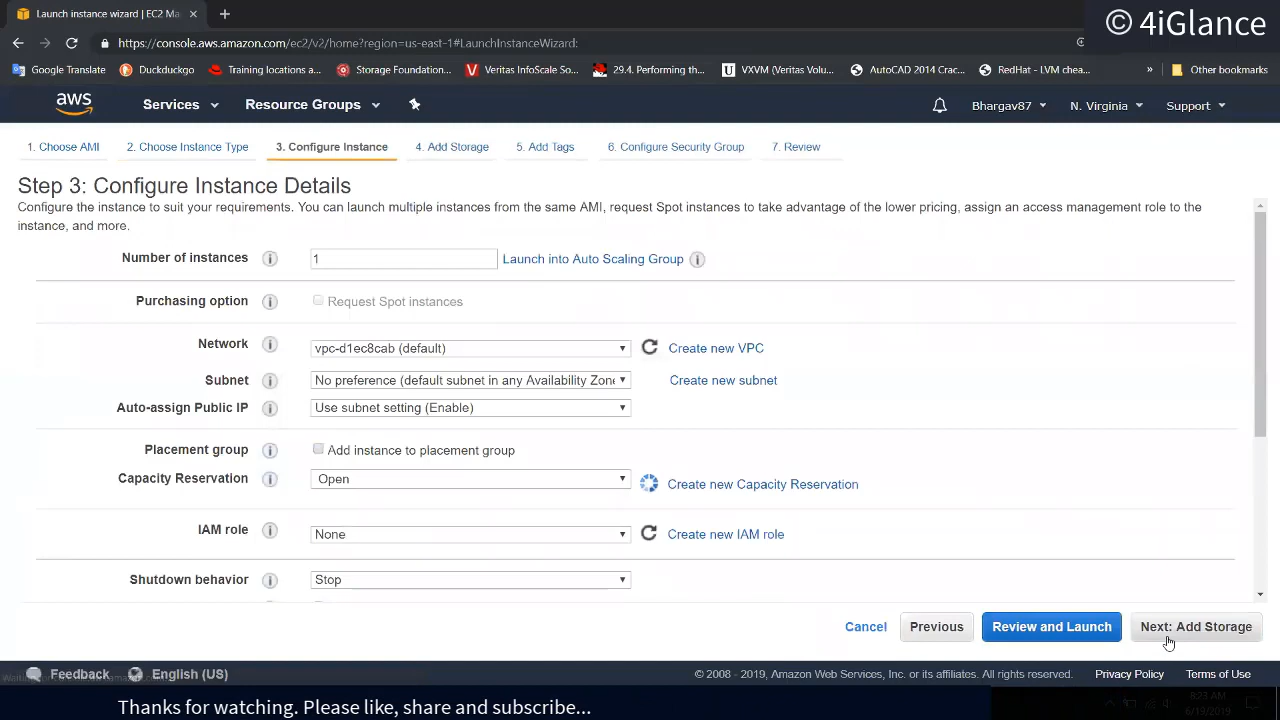 Launch instance wizard | EC2 Ma
© 4iGlance
https://console.aws.amazon.com/ec2/v2/home?region=us-east-1#LaunchInstanceWizard:
Google Translate Duckduckgo Training locations a... Storage Foundation... Veritas InfoScale So... 29.4. Performing th... VXVM (Veritas Volu... AutoCAD 2014 Crac... RedHat - LVM chea... » Other bookmarks
aws Services Resource Groups Bhargav87 N. Virginia Support
1. Choose AMI 2. Choose Instance Type 3. Configure Instance 4. Add Storage 5. Add Tags 6. Configure Security Group 7. Review
Step 3: Configure Instance Details
Configure the instance to suit your requirements. You can launch multiple instances from the same AMI, request Spot instances to take advantage of the lower pricing, assign an access management role to the
instance, and more.
Number of instances 1 Launch into Auto Scaling Group
Purchasing option Request Spot instances
Network vpc-d1ec8cab (default) Create new VPC
Subnet No preference (default subnet in any Availability Zone Create new subnet
Auto-assign Public IP Use subnet setting (Enable)
Placement group Add instance to placement group
Capacity Reservation Open Create new Capacity Reservation
IAM role None Create new IAM role
Shutdown behavior Stop
Cancel Previous Review and Launch Next: Add Storage
Feedback English (US) © 2008 - 2019, Amazon Web Services, Inc. or its affiliates. All rights reserved. Privacy Policy Terms of Use
8:23 AM
6/19/2019
Thanks for watching. Please like, share and subscribe...